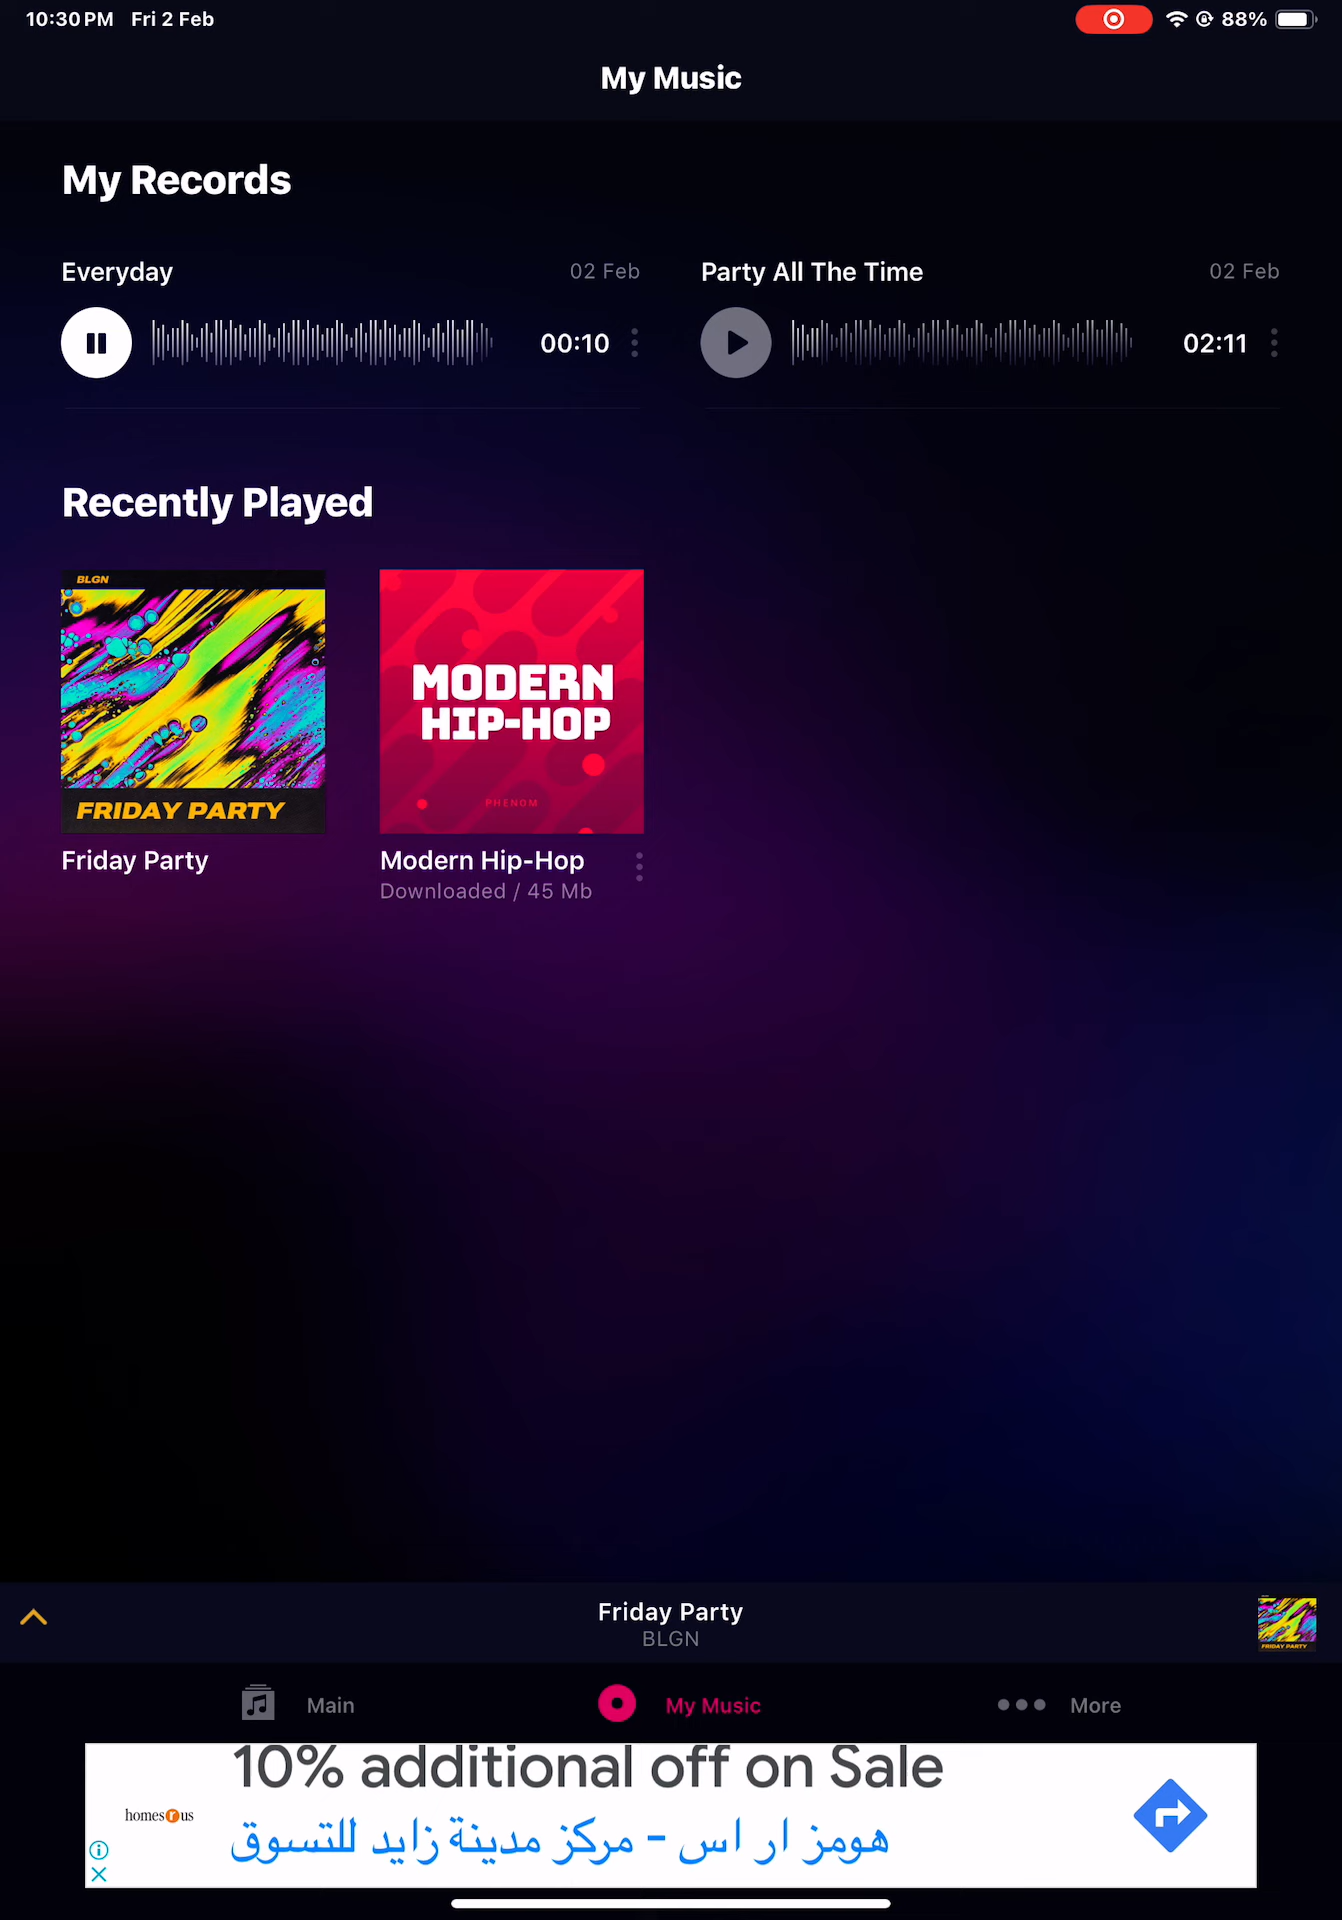 10:30 PM Fri 2 Feb
88%
My Music
My Records
Everyday 02 Feb
00:10
Party All The Time 02 Feb
02:11
Recently Played
BLGN
FRIDAY PARTY
Friday Party
MODERN
HIP-HOP
PHENOM
Modern Hip-Hop
Downloaded / 45 Mb
Friday Party
BLGN
FRIDAY PARTY
Main
My Music
More
10% additional off on Sale
homes r us
هومز ار اس - مركز مدينة زايد للتسوق